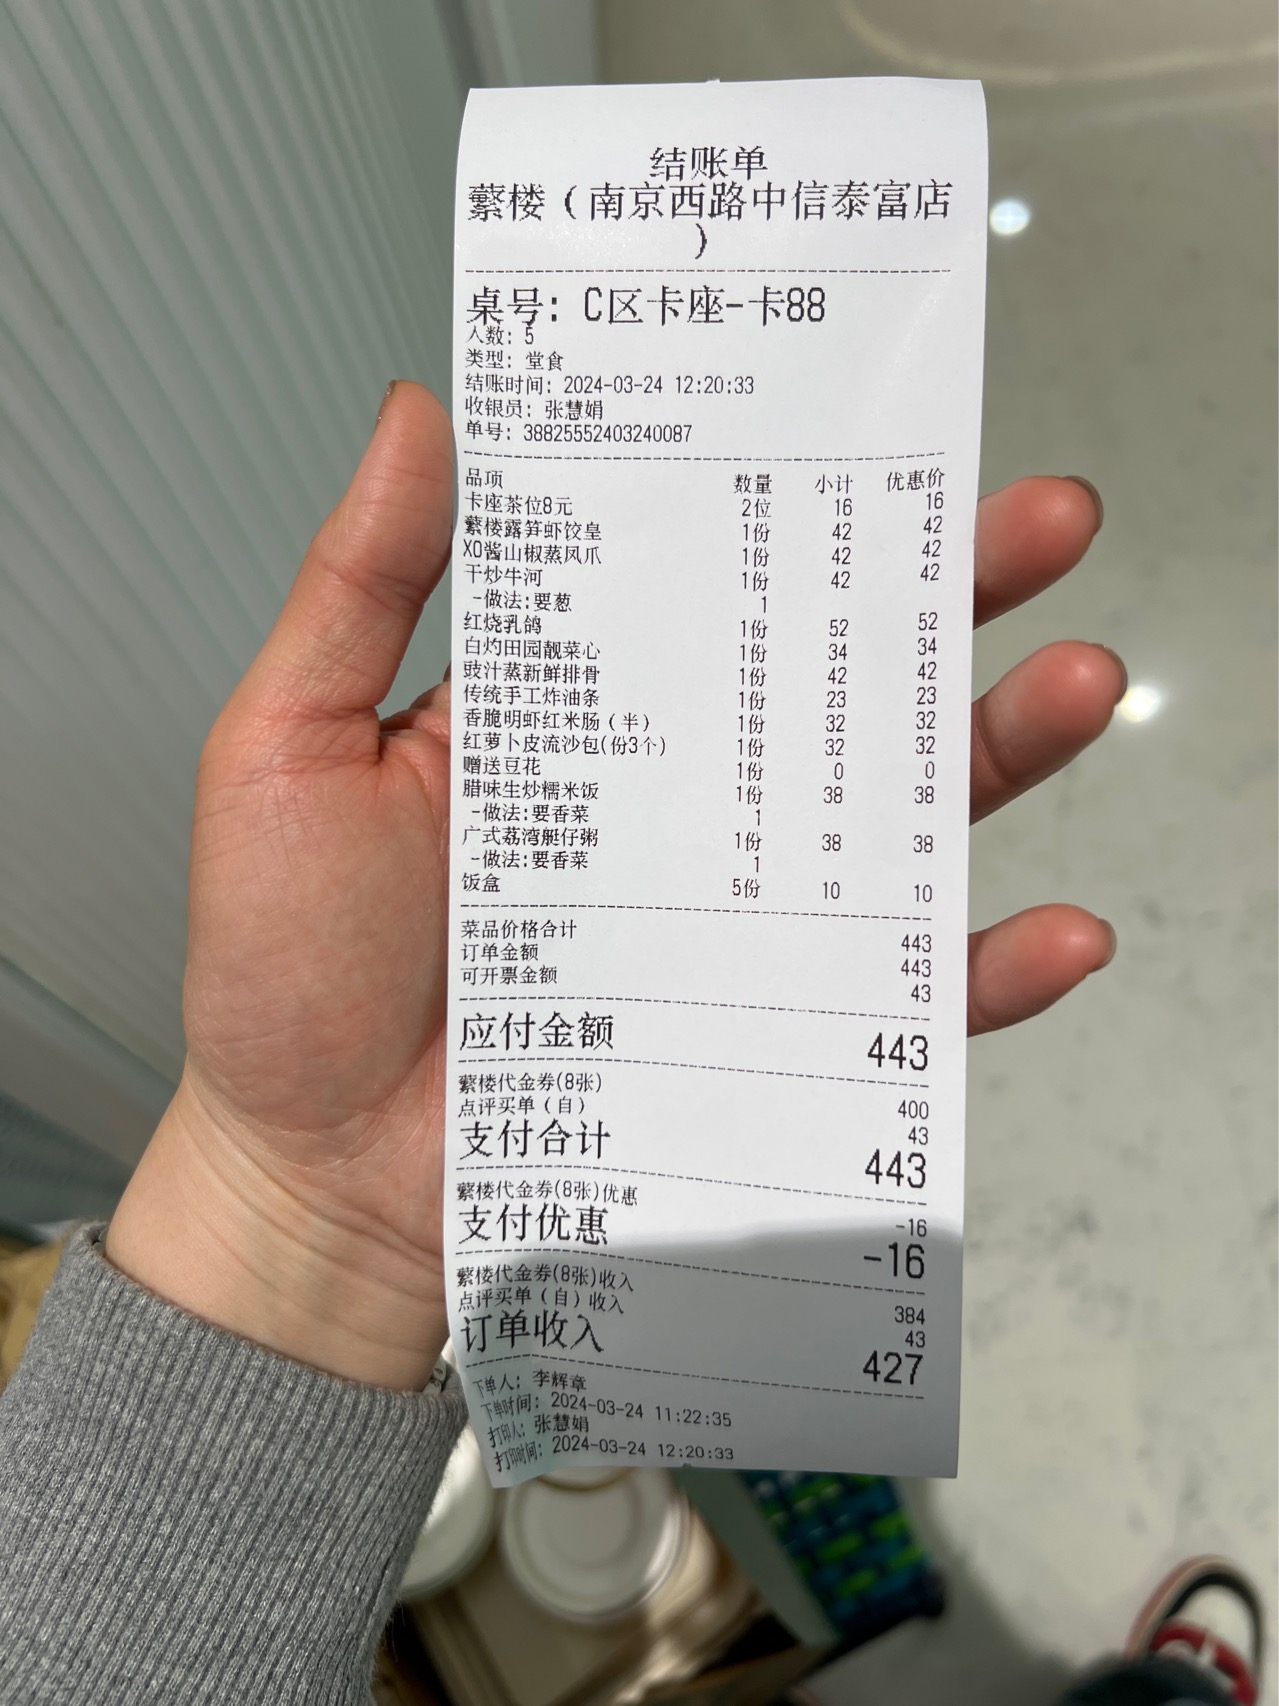 结账单
蘩楼（南京西路中信泰富店
）
桌号: C区卡座-卡88
人数: 5
类型: 堂食
结账时间: 2024-03-24 12:20:33
收银员: 张慧娟
单号: 38825552403240087
品项 数量 小计 优惠价
卡座茶位8元 2位 16 16
蘩楼露笋虾饺皇 1份 42 42
XO酱山椒蒸凤爪 1份 42 42
干炒牛河 1份 42 42
-做法:要葱 1
红烧乳鸽 1份 52 52
白灼田园靓菜心 1份 34 34
豉汁蒸新鲜排骨 1份 42 42
传统手工炸油条 1份 23 23
香脆明虾红米肠（半） 1份 32 32
红萝卜皮流沙包(份3个) 1份 32 32
赠送豆花 1份 0 0
腊味生炒糯米饭 1份 38 38
-做法:要香菜 1
广式荔湾艇仔粥 1份 38 38
-做法:要香菜 1
饭盒 5份 10 10
菜品价格合计 443
订单金额 443
可开票金额 43
应付金额 443
蘩楼代金券(8张) 400
点评买单（自） 43
支付合计 443
蘩楼代金券(8张)优惠 -16
支付优惠 -16
蘩楼代金券(8张)收入 384
点评买单（自）收入 43
订单收入 427
下单人: 李辉章
下单时间: 2024-03-24 11:22:35
打印人: 张慧娟
打印时间: 2024-03-24 12:20:33